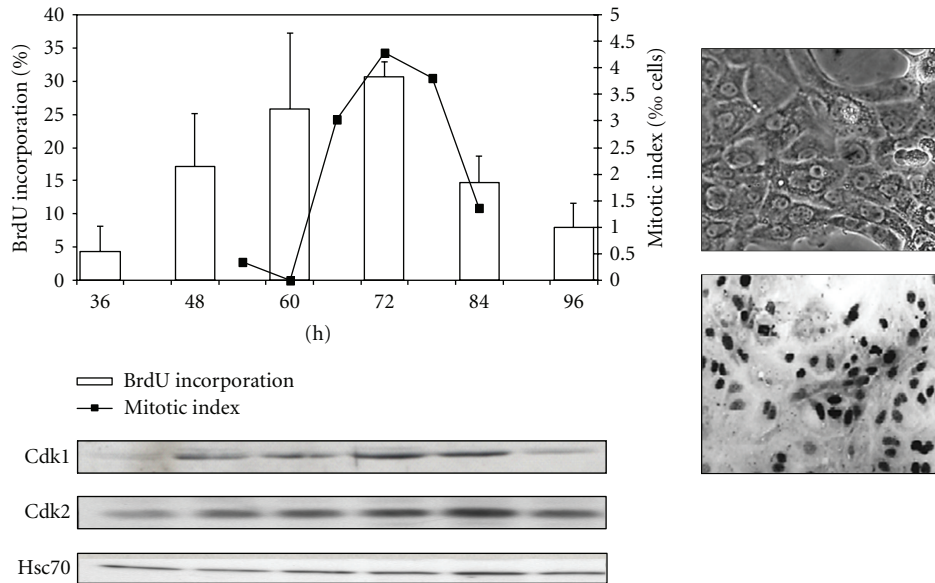 40
35
30
25
20
15
10
5
0
BrdU incorporation (%)
5
4.5
4
3.5
3
2.5
2
1.5
1
0.5
0
Mitotic index (‰ cells)
36 48 60 72 84 96
(h)
BrdU incorporation
Mitotic index
Cdk1
Cdk2
Hsc70